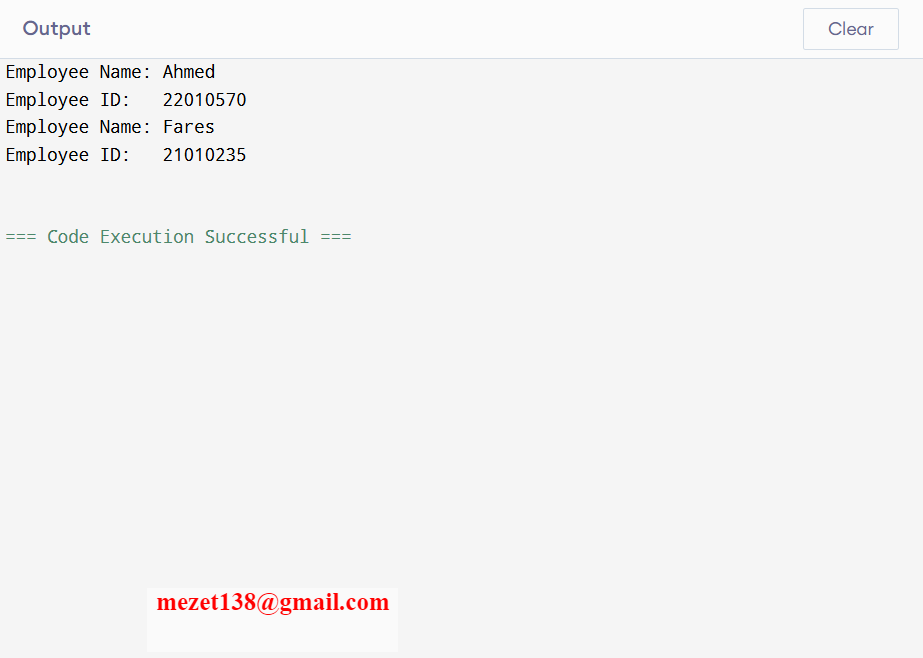 Output
Clear
Employee Name: Ahmed
Employee ID:   22010570
Employee Name: Fares
Employee ID:   21010235
=== Code Execution Successful ===
mezet138@gmail.com